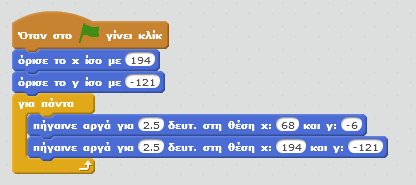 Όταν στο γίνει κλίκ
όρισε το x ίσο με 194
όρισε το y ίσο με -121
για πάντα
πήγαινε αργά για 2.5 δευτ. στη θέση x: 68 και y: -6
πήγαινε αργά για 2.5 δευτ. στη θέση x: 194 και y: -121